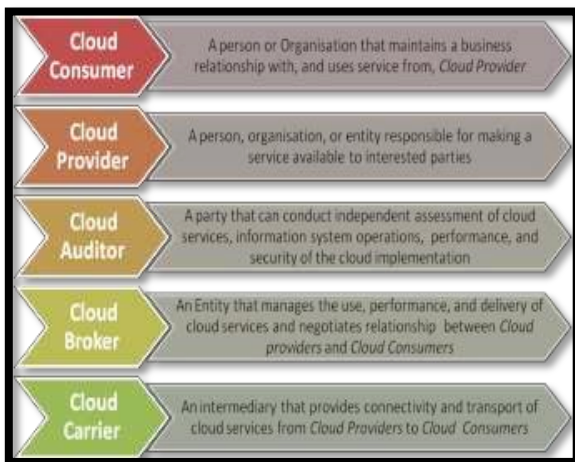 Cloud
Consumer
A person or Organisation that maintains a business
relationship with, and uses service from, Cloud Provider
Cloud
Provider
A person, organisation, or entity responsible for making a
service available to interested parties
Cloud
Auditor
A party that can conduct independent assessment of cloud
services, information system operations, performance, and
security of the cloud implementation
Cloud
Broker
An Entity that manages the use, performance, and delivery of
cloud services and negotiates relationship between Cloud
providers and Cloud Consumers
Cloud
Carrier
An intermediary that provides connectivity and transport of
cloud services from Cloud Providers to Cloud Consumers